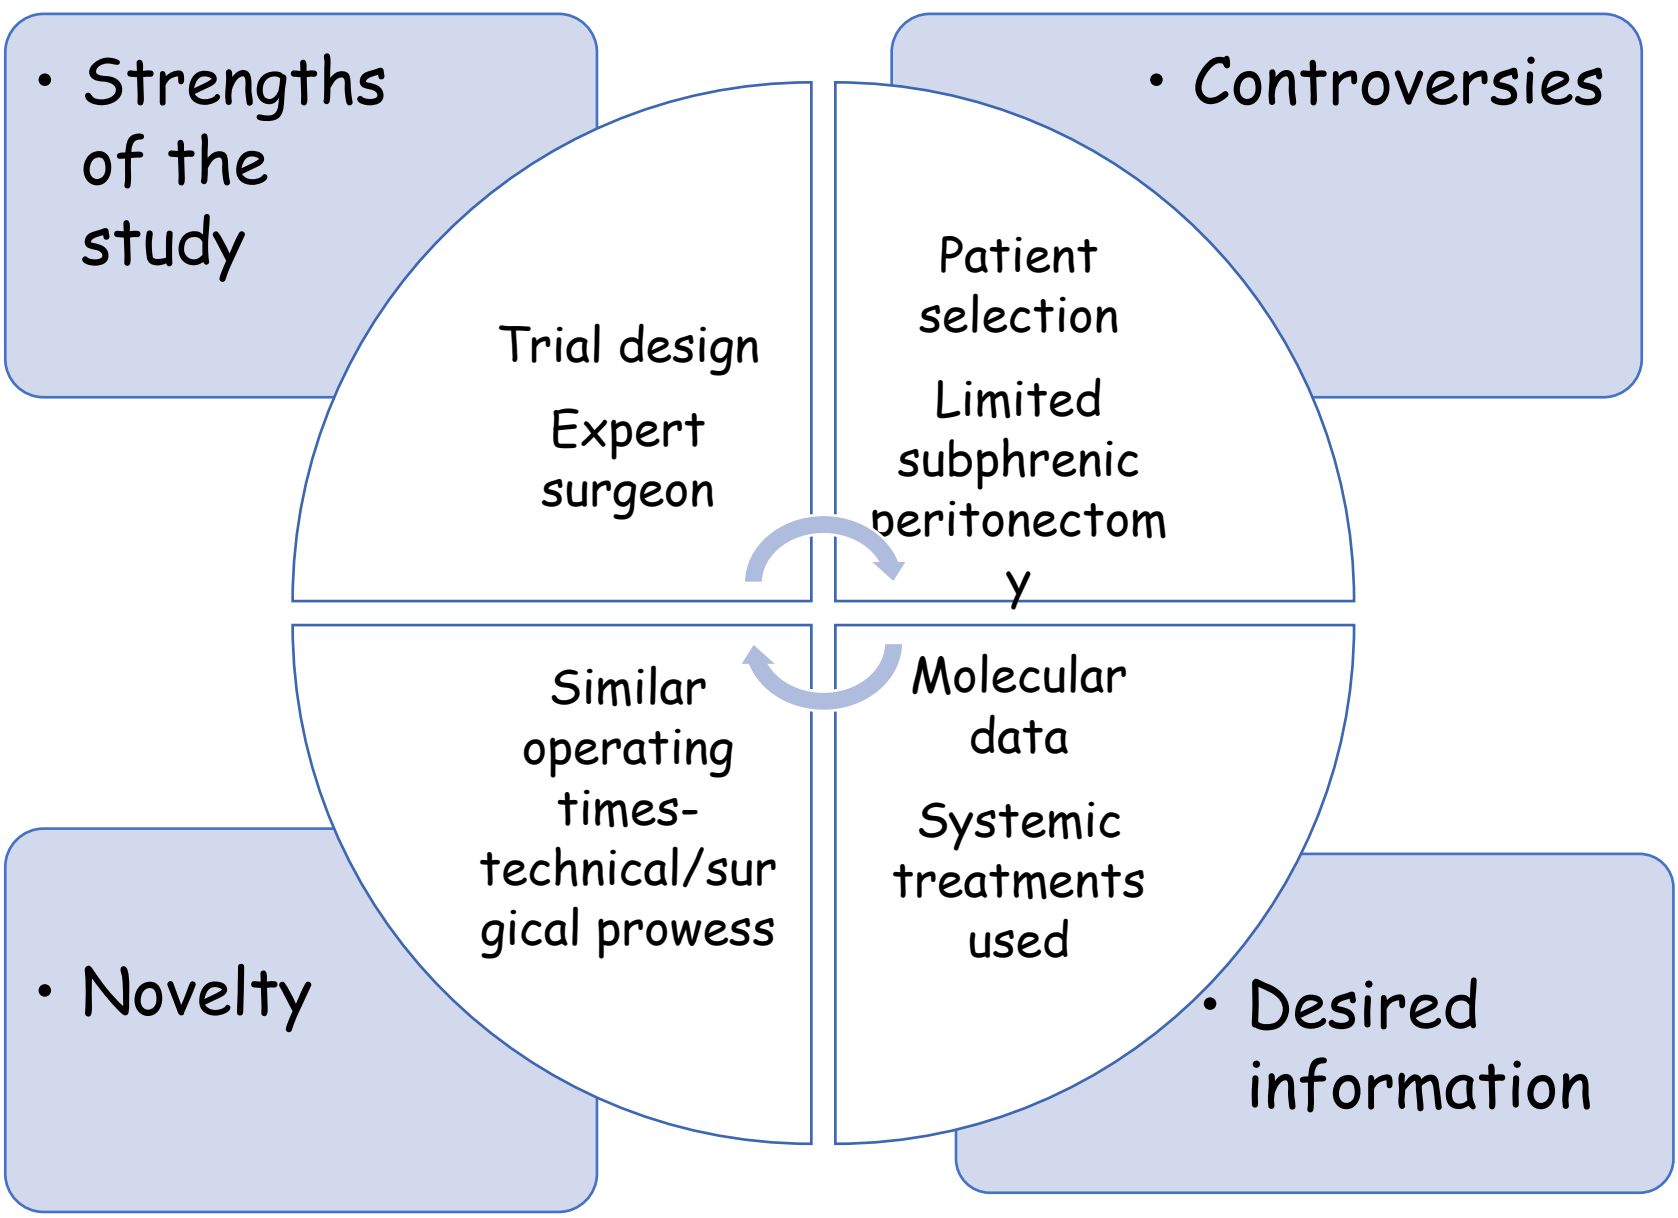 • Strengths
of the
study
Trial design
Expert
surgeon
• Controversies
Patient
selection
Limited
subphrenic
peritonectom
y
Similar
operating
times-
technical/sur
gical prowess
• Novelty
Molecular
data
Systemic
treatments
used
• Desired
information